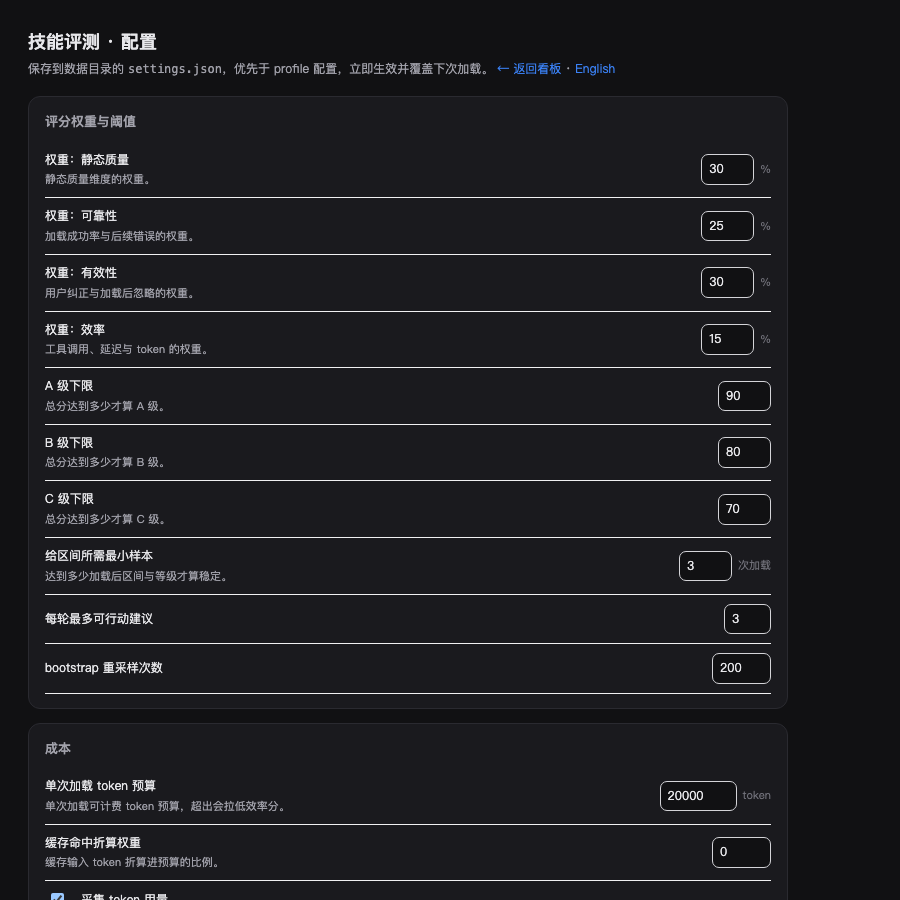 技能评测 · 配置
保存到数据目录的 settings.json，优先于 profile 配置，立即生效并覆盖下次加载。 ← 返回看板 · English
评分权重与阈值
权重：静态质量
静态质量维度的权重。
30 %
权重：可靠性
加载成功率与后续错误的权重。
25 %
权重：有效性
用户纠正与加载后忽略的权重。
30 %
权重：效率
工具调用、延迟与 token 的权重。
15 %
A 级下限
总分达到多少才算 A 级。
90
B 级下限
总分达到多少才算 B 级。
80
C 级下限
总分达到多少才算 C 级。
70
给区间所需最小样本
达到多少加载后区间与等级才算稳定。
3 次加载
每轮最多可行动建议
3
bootstrap 重采样次数
200
成本
单次加载 token 预算
单次加载可计费 token 预算，超出会拉低效率分。
20000 token
缓存命中折算权重
缓存输入 token 折算进预算的比例。
0
采集 token 用量